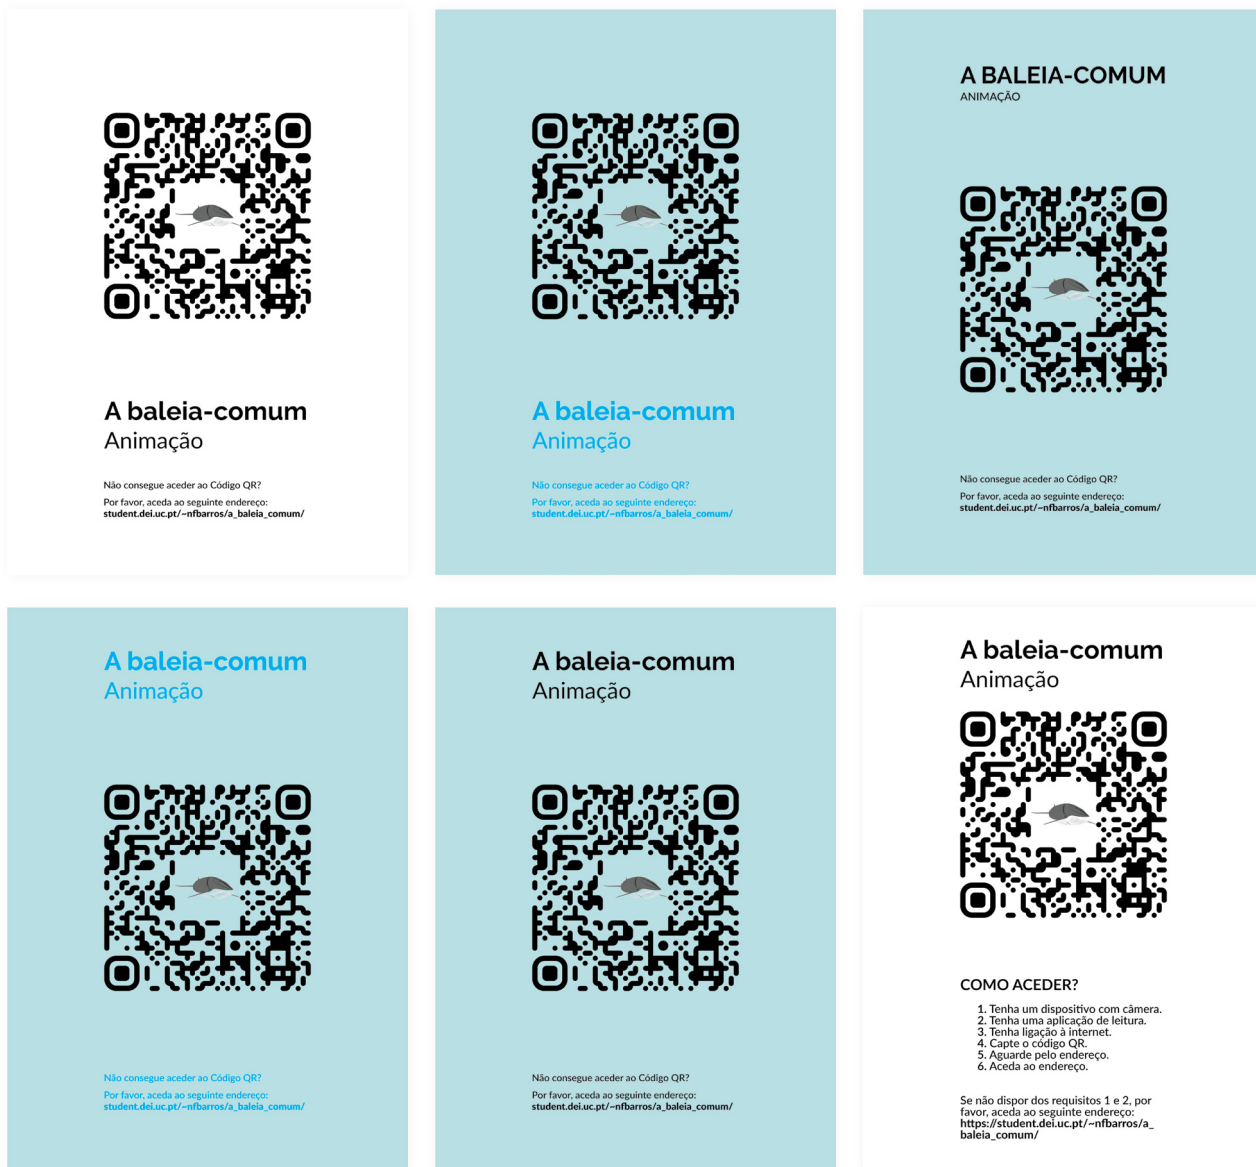 A baleia-comum
Animação
Não consegue aceder ao Código QR?
Por favor, aceda ao seguinte endereço:
student.dei.uc.pt/~nfbarros/a_baleia_comum/
A baleia-comum
Animação
Não consegue aceder ao Código QR?
Por favor, aceda ao seguinte endereço:
student.dei.uc.pt/~nfbarros/a_baleia_comum/
A BALEIA-COMUM
ANIMAÇÃO
Não consegue aceder ao Código QR?
Por favor, aceda ao seguinte endereço:
student.dei.uc.pt/~nfbarros/a_baleia_comum/
A baleia-comum
Animação
Não consegue aceder ao Código QR?
Por favor, aceda ao seguinte endereço:
student.dei.uc.pt/~nfbarros/a_baleia_comum/
A baleia-comum
Animação
Não consegue aceder ao Código QR?
Por favor, aceda ao seguinte endereço:
student.dei.uc.pt/~nfbarros/a_baleia_comum/
A baleia-comum
Animação
COMO ACEDER?
1. Tenha um dispositivo com câmera.
2. Tenha uma aplicação de leitura.
3. Tenha ligação à internet.
4. Capte o código QR.
5. Aguarde pelo endereço.
6. Aceda ao endereço.
Se não dispor dos requisitos 1 e 2, por
favor, aceda ao seguinte endereço:
https://student.dei.uc.pt/~nfbarros/a_
baleia_comum/